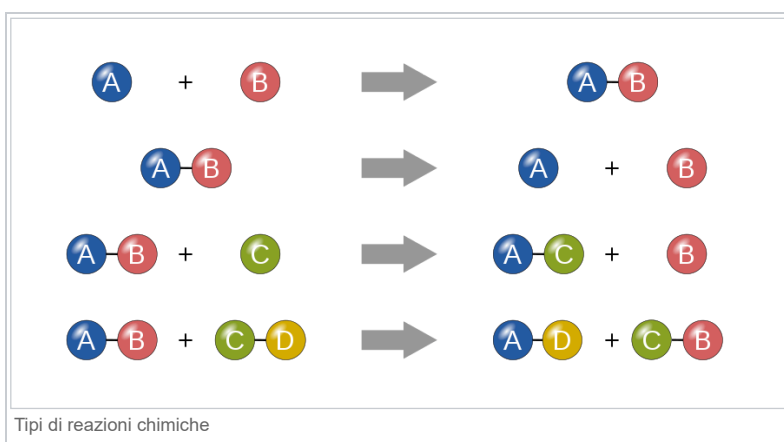 A + B A-B
A-B A + B
A-B + C A-C + B
A-B + C-D A-D + C-B
Tipi di reazioni chimiche